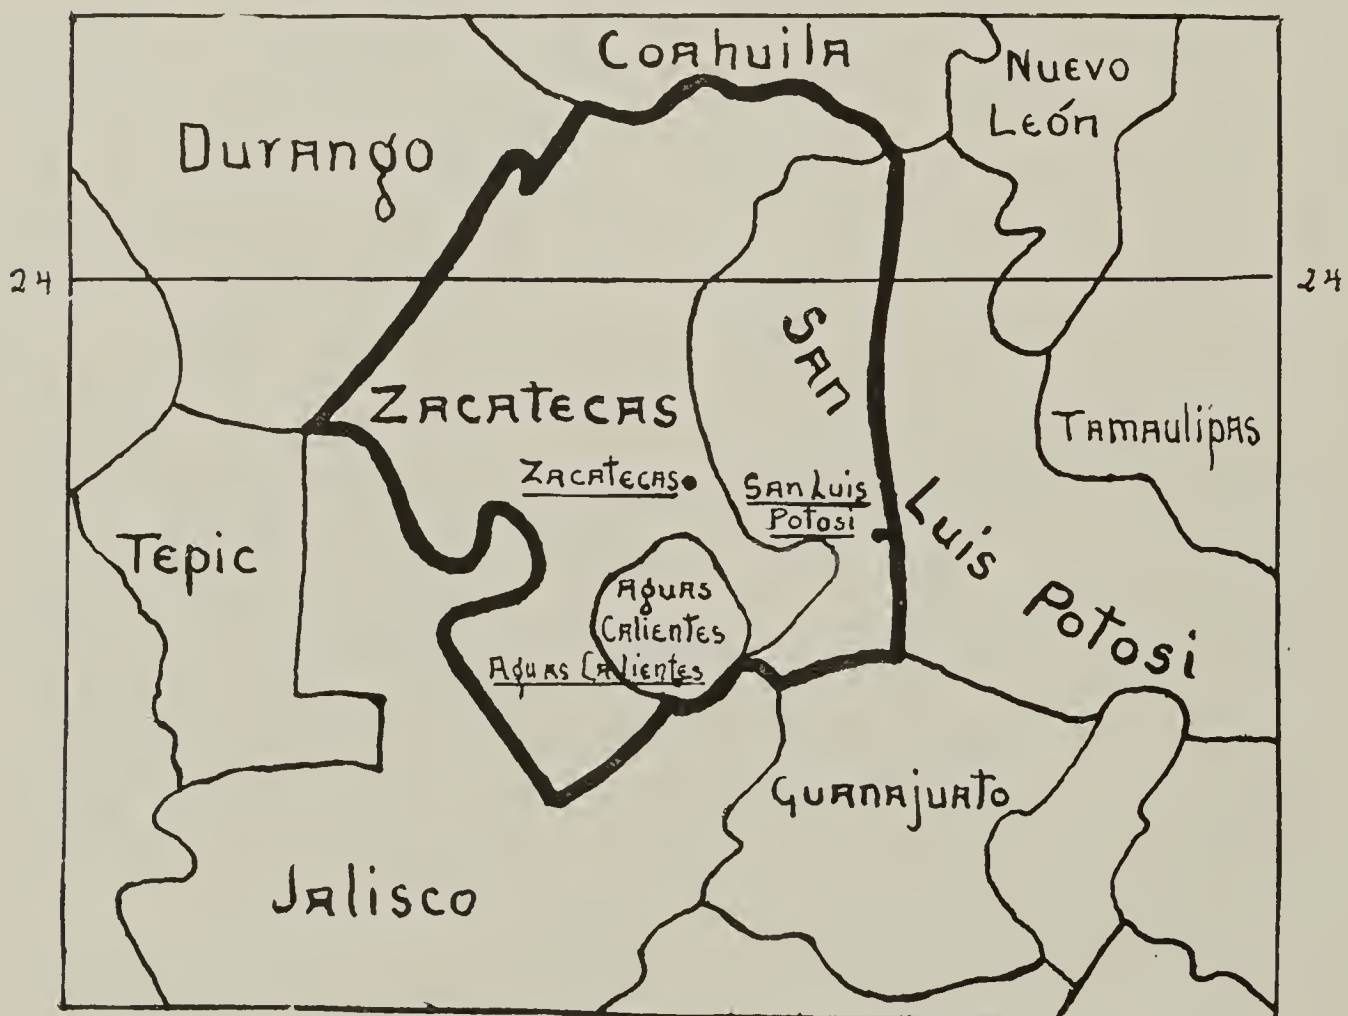 Coahuila
Nuevo
León
Durango
24
24
San
Zacatecas
Tamaulipas
Zacatecas
San Luis
Potosi
Luis
Potosi
Tepic
Aguas
Calientes
Aguas Calientes
Guanajuato
Jalisco